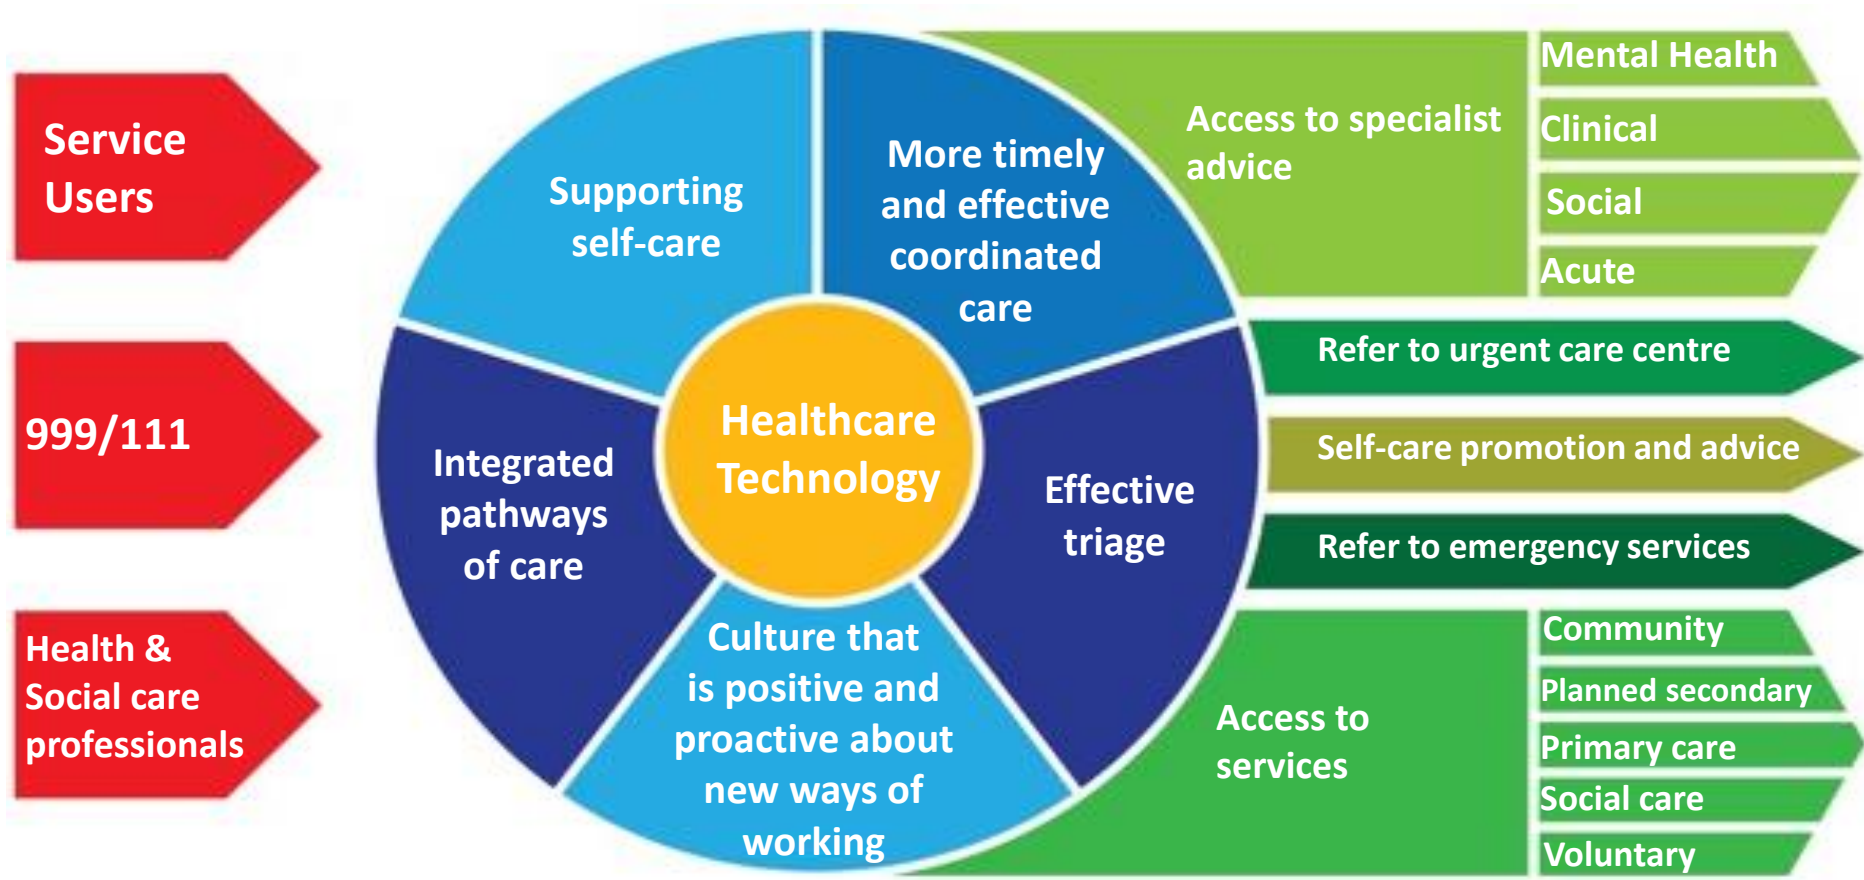 Service
Users
999/111
Health &
Social care
professionals
Supporting
self-care
More timely
and effective
coordinated
care
Integrated
pathways
of care
Healthcare
Technology
Effective
triage
Culture that
is positive and
proactive about
new ways of
working
Access to specialist
advice
Mental Health
Clinical
Social
Acute
Refer to urgent care centre
Self-care promotion and advice
Refer to emergency services
Access to
services
Community
Planned secondary
Primary care
Social care
Voluntary